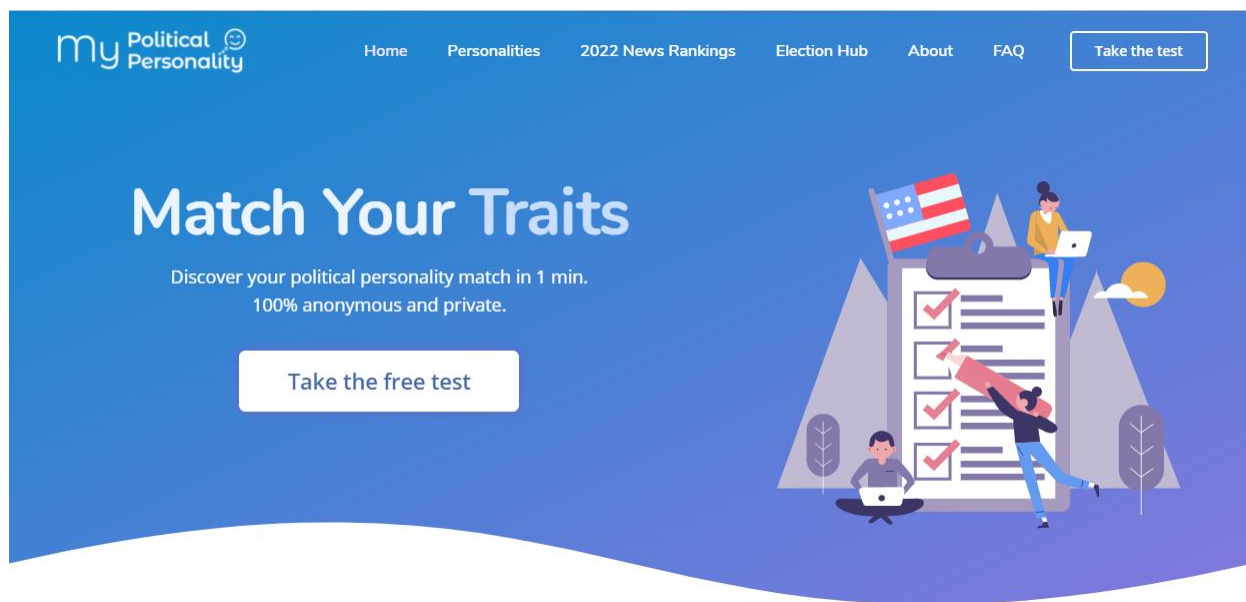 my Political Personality
Home Personalities 2022 News Rankings Election Hub About FAQ Take the test
Match Your Traits
Discover your political personality match in 1 min.
100% anonymous and private.
Take the free test